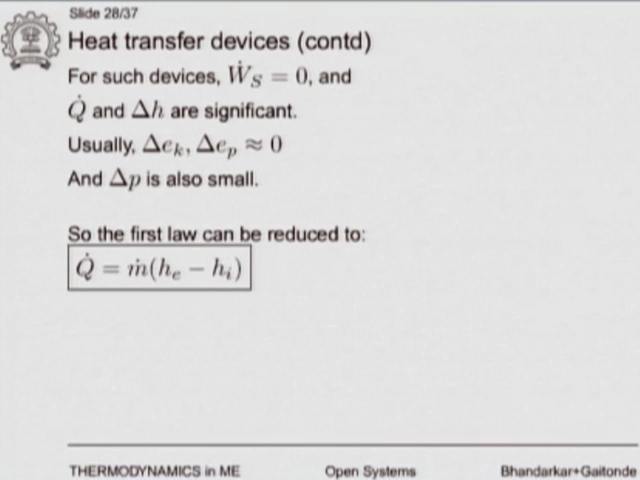 Slide 28/37
Heat transfer devices (contd)
For such devices, Ẇ_S = 0, and
Q̇ and Δh are significant.
Usually, Δe_k, Δe_p ≈ 0
And Δp is also small.
So the first law can be reduced to:
Q̇ = ṁ(h_e − h_i)
THERMODYNAMICS in ME Open Systems Bhandarkar+Gaitonde